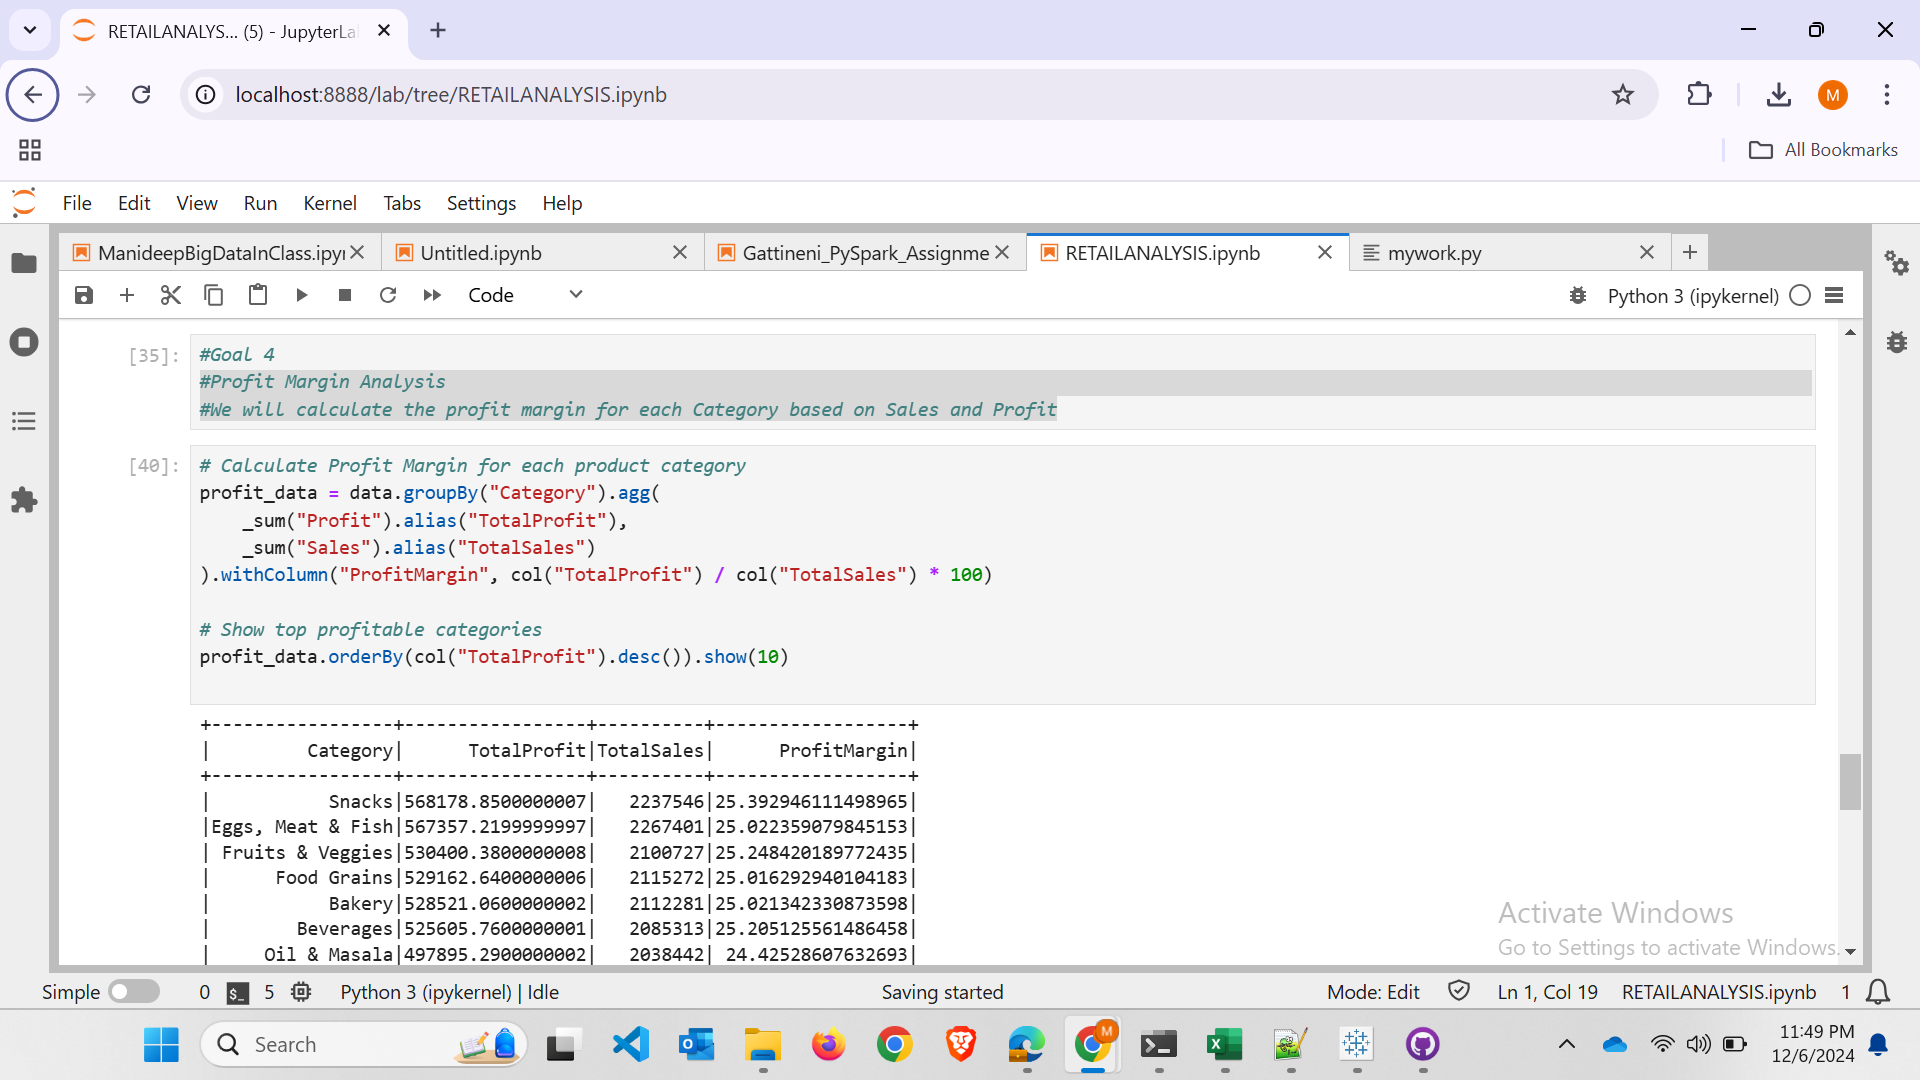 RETAILANALYS... (5) - JupyterLa
localhost:8888/lab/tree/RETAILANALYSIS.ipynb
M
All Bookmarks
File Edit View Run Kernel Tabs Settings Help
ManideepBigDataInClass.ipyn Untitled.ipynb Gattineni_PySpark_Assignme RETAILANALYSIS.ipynb mywork.py
Code Python 3 (ipykernel)
[35]: #Goal 4
#Profit Margin Analysis
#We will calculate the profit margin for each Category based on Sales and Profit
[40]: # Calculate Profit Margin for each product category
profit_data = data.groupBy("Category").agg(
    _sum("Profit").alias("TotalProfit"),
    _sum("Sales").alias("TotalSales")
).withColumn("ProfitMargin", col("TotalProfit") / col("TotalSales") * 100)
# Show top profitable categories
profit_data.orderBy(col("TotalProfit").desc()).show(10)
+-----------------+-----------------+----------+------------------+
|         Category|      TotalProfit|TotalSales|      ProfitMargin|
+-----------------+-----------------+----------+------------------+
|           Snacks|568178.8500000007|   2237546|25.392946111498965|
|Eggs, Meat & Fish|567357.2199999997|   2267401|25.022359079845153|
| Fruits & Veggies|530400.3800000008|   2100727|25.248420189772435|
|      Food Grains|529162.6400000006|   2115272|25.016292940104183|
|           Bakery|528521.0600000002|   2112281|25.021342330873598|
|        Beverages|525605.7600000001|   2085313|25.205125561486458|
|     Oil & Masala|497895.2900000002|   2038442| 24.42528607632693|
Activate Windows
Go to Settings to activate Windows.
Simple 0 $_ 5 Python 3 (ipykernel) | Idle Saving started Mode: Edit Ln 1, Col 19 RETAILANALYSIS.ipynb 1
Search M 11:49 PM
12/6/2024